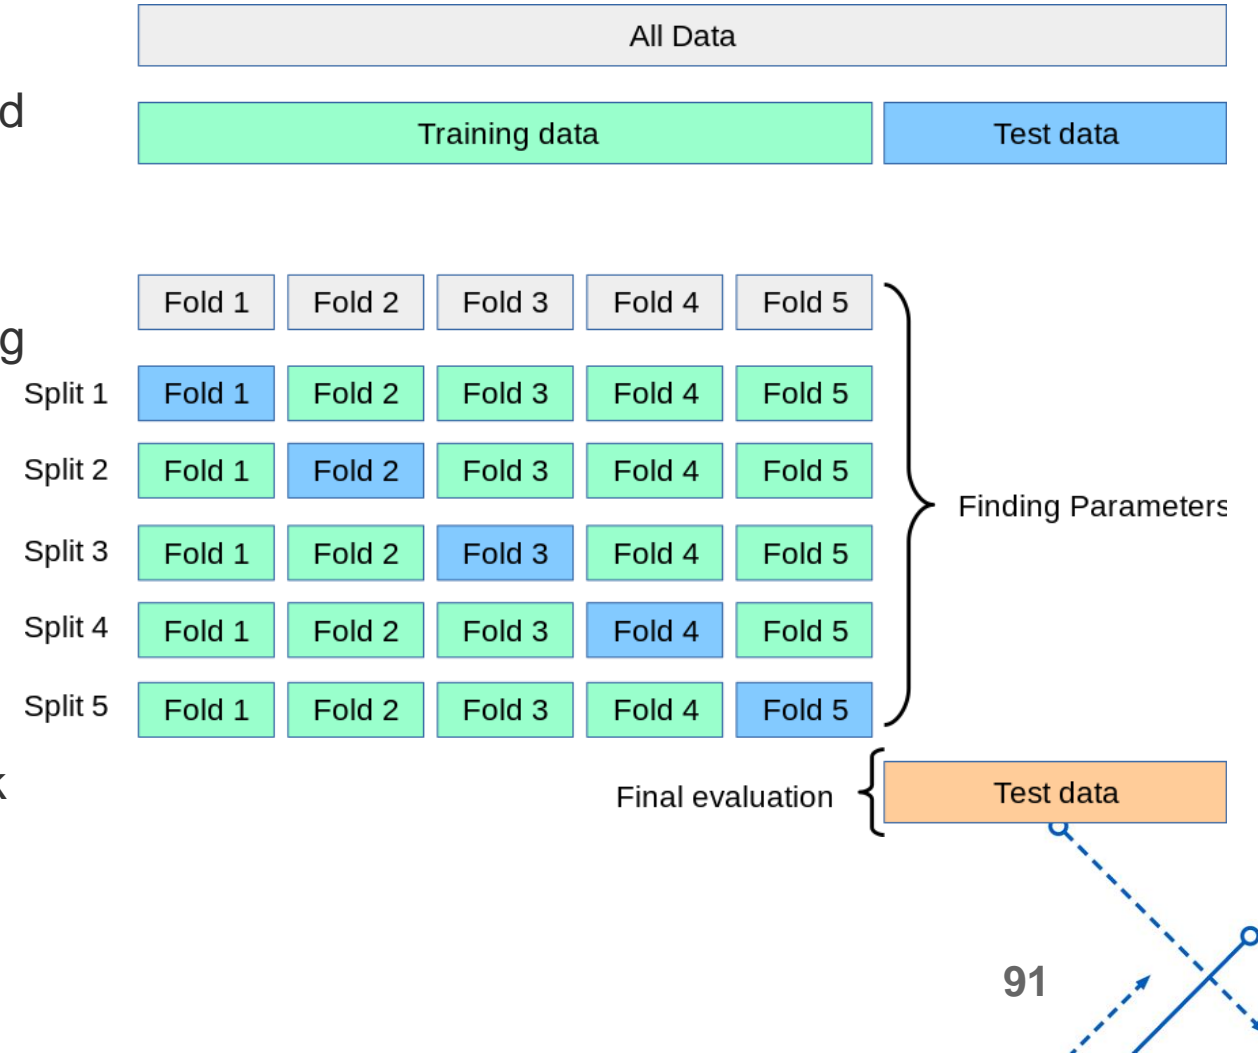 All Data
d
Training data Test data
Fold 1 Fold 2 Fold 3 Fold 4 Fold 5
g
Split 1 Fold 1 Fold 2 Fold 3 Fold 4 Fold 5
Split 2 Fold 1 Fold 2 Fold 3 Fold 4 Fold 5
Finding Parameters
Split 3 Fold 1 Fold 2 Fold 3 Fold 4 Fold 5
Split 4 Fold 1 Fold 2 Fold 3 Fold 4 Fold 5
Split 5 Fold 1 Fold 2 Fold 3 Fold 4 Fold 5
k
Final evaluation Test data
91